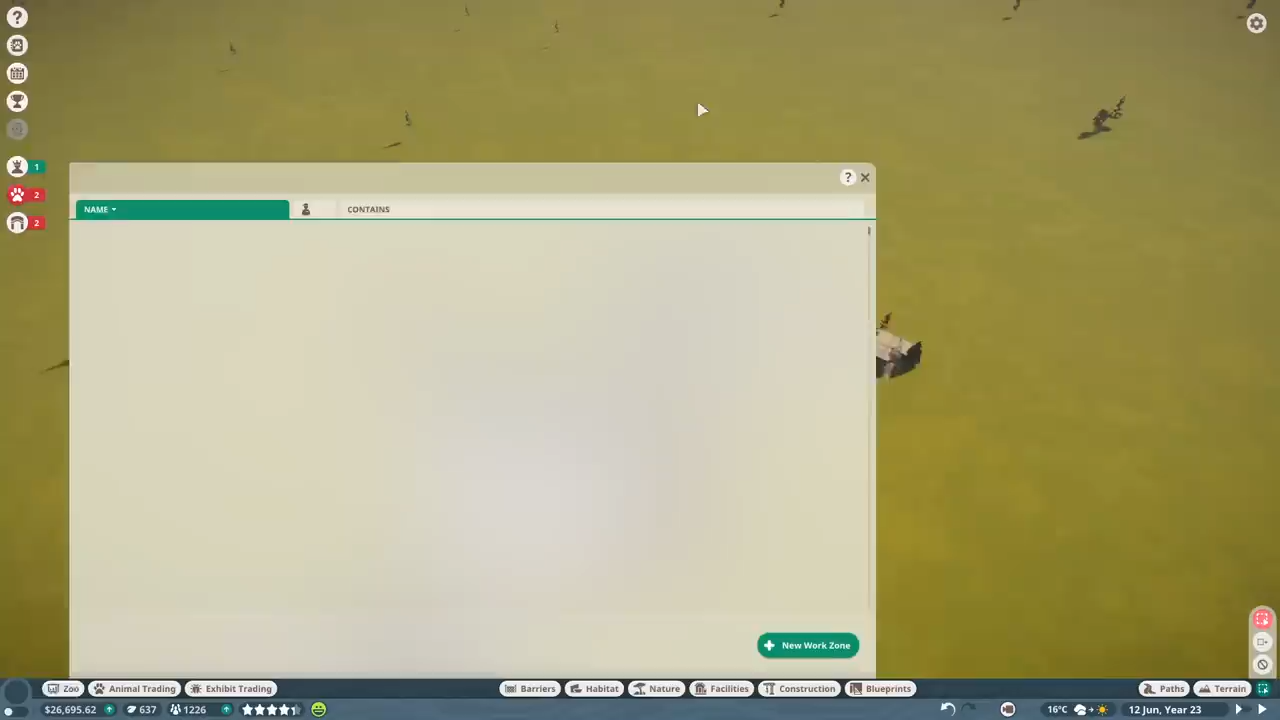 ?
1
2
2
?
NAME
CONTAINS
New Work Zone
Zoo
Animal Trading
Exhibit Trading
Barriers
Habitat
Nature
Facilities
Construction
Blueprints
Paths
Terrain
$26,695.62
637
1226
16°C
12 Jun, Year 23